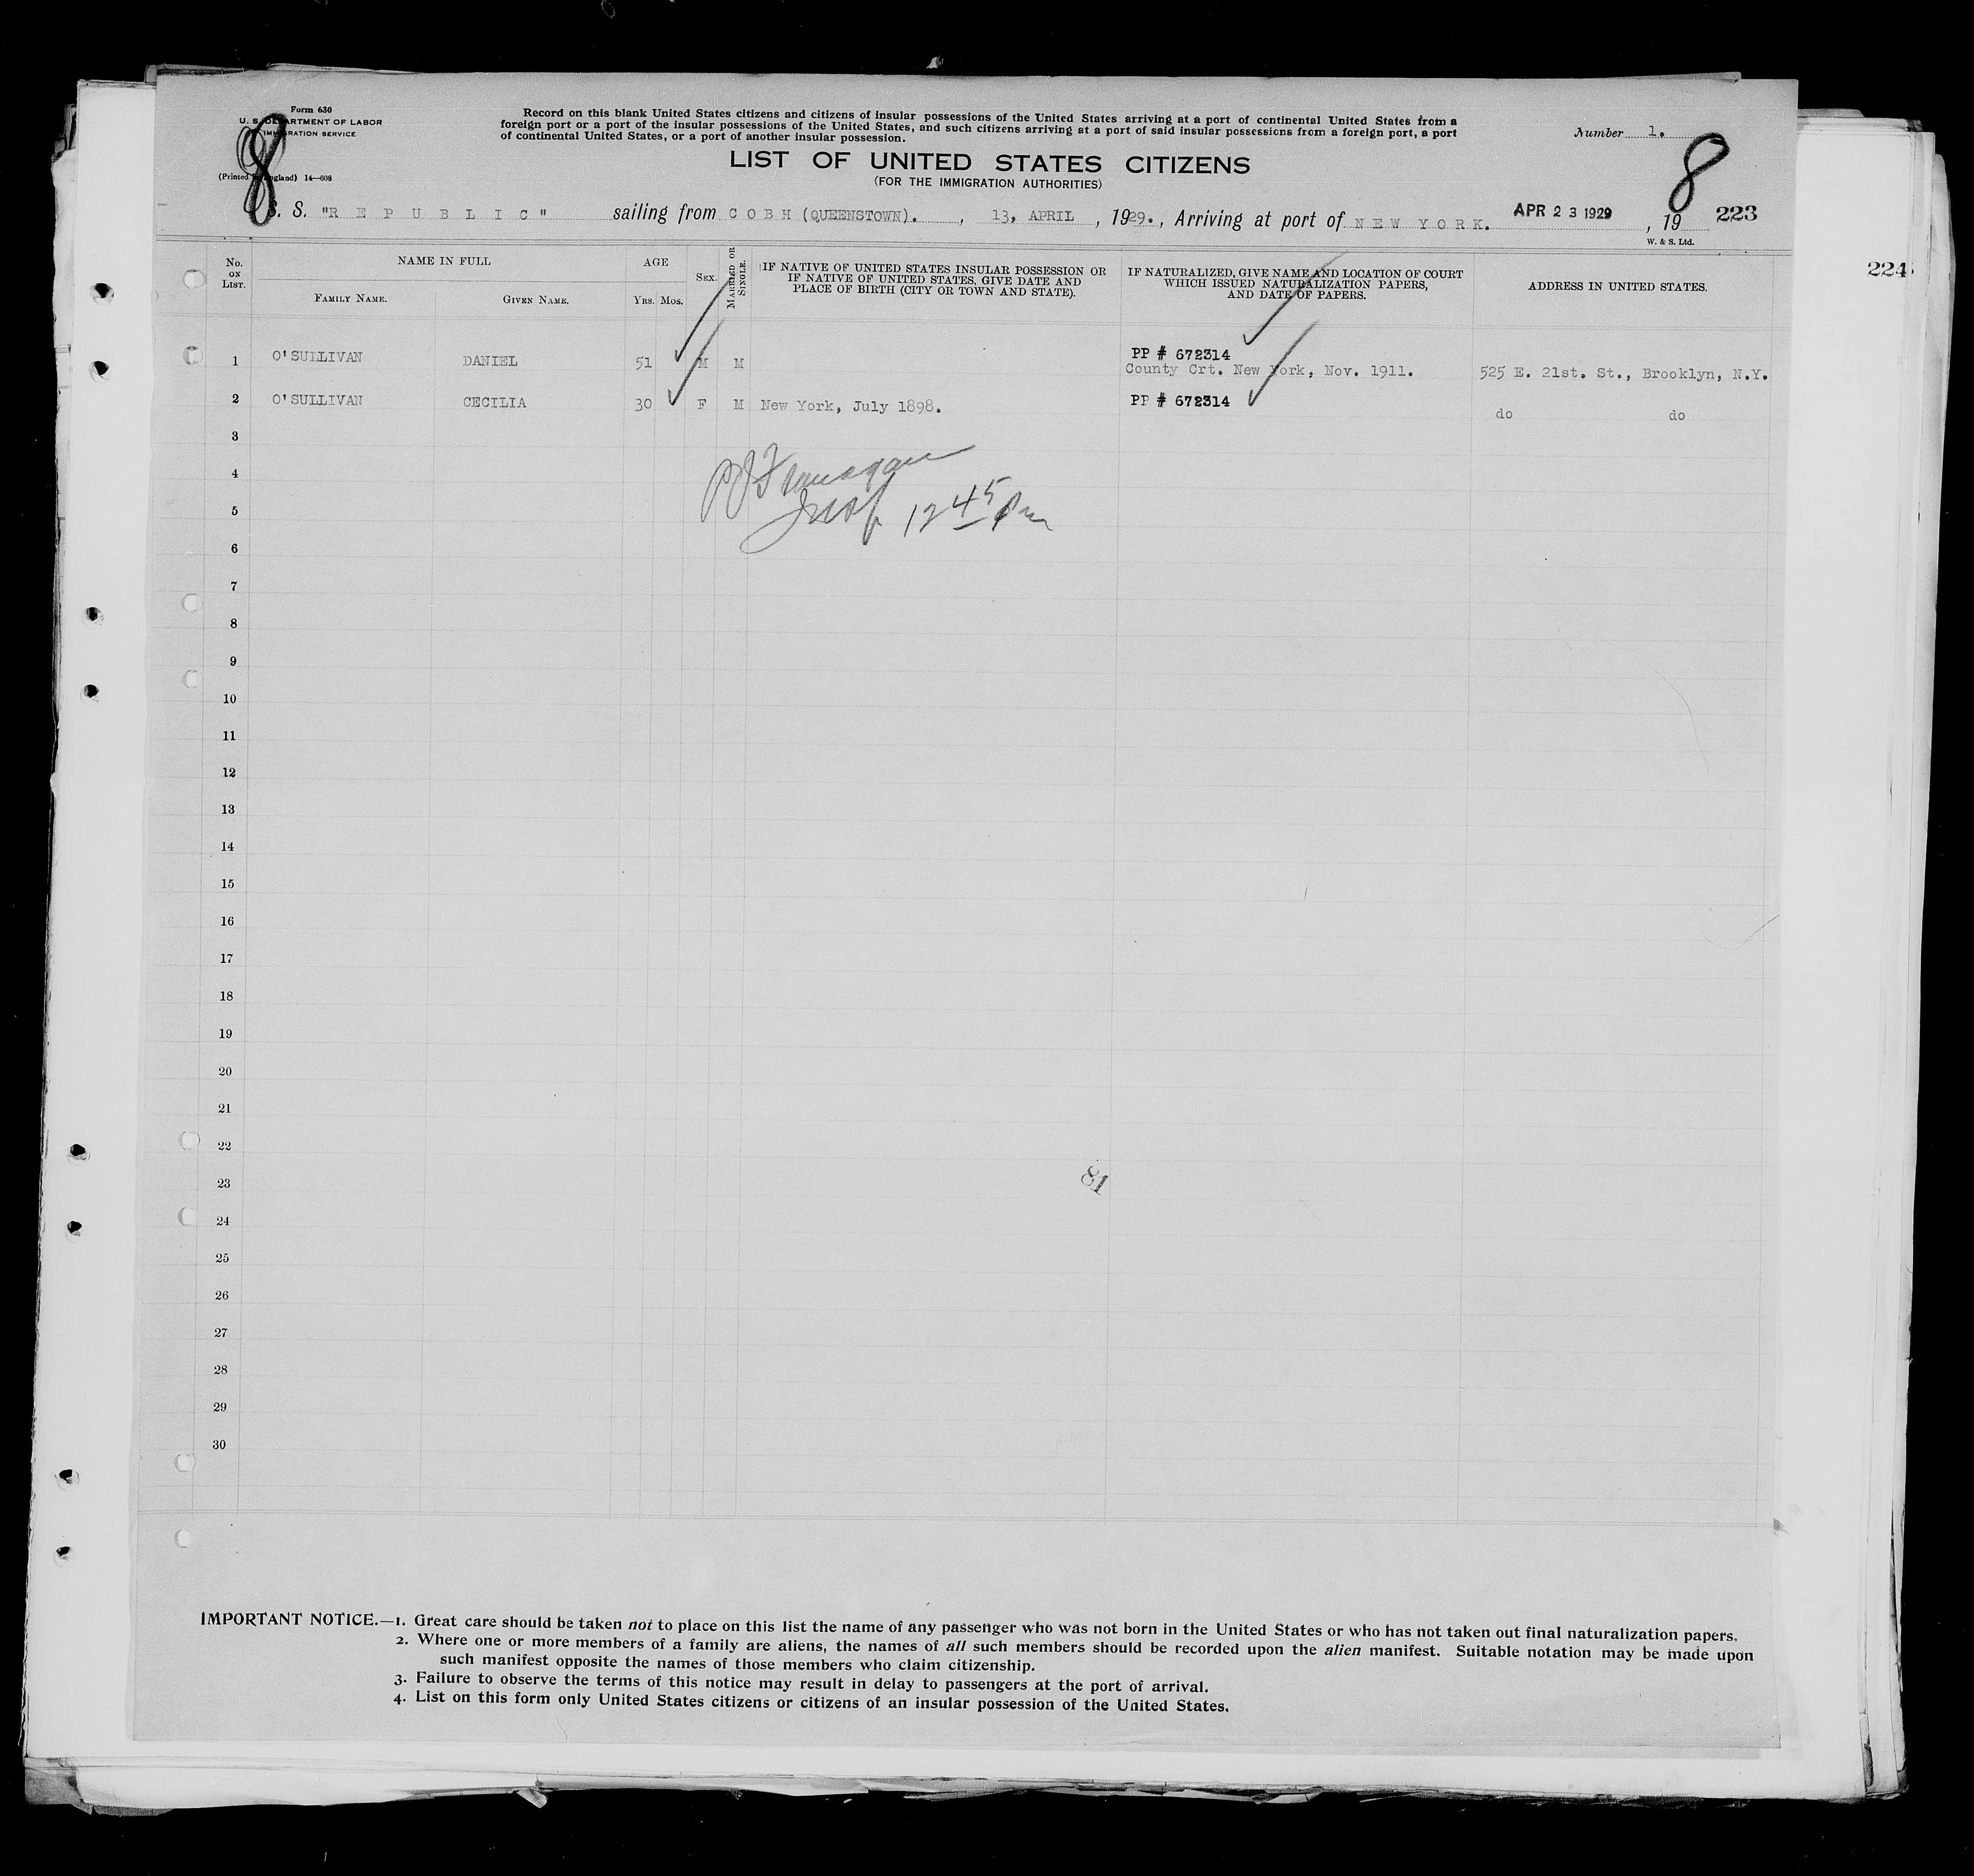 Form 630
U. S. DEPARTMENT OF LABOR
IMMIGRATION SERVICE
(Printed in England) 14—608
8
Record on this blank United States citizens and citizens of insular possessions of the United States arriving at a port of continental United States from a
foreign port or a port of the insular possessions of the United States, and such citizens arriving at a port of said insular possessions from a foreign port, a port
of continental United States, or a port of another insular possession.
Number 1.
8
LIST OF UNITED STATES CITIZENS
(FOR THE IMMIGRATION AUTHORITIES)
S. S. "R E P U B L I C" sailing from C O B H (QUEENSTOWN). , 13, APRIL , 1929. , Arriving at port of N E W Y O R K. APR 2 3 1929 , 19 223
W. & S. Ltd.
224
No. ON LIST.
NAME IN FULL
FAMILY NAME. GIVEN NAME.
AGE
YRS. MOS.
SEX.
MARRIED OR SINGLE.
IF NATIVE OF UNITED STATES INSULAR POSSESSION OR
IF NATIVE OF UNITED STATES, GIVE DATE AND
PLACE OF BIRTH (CITY OR TOWN AND STATE).
IF NATURALIZED, GIVE NAME AND LOCATION OF COURT
WHICH ISSUED NATURALIZATION PAPERS,
AND DATE OF PAPERS.
ADDRESS IN UNITED STATES.
PP # 672314
1 O'SULLIVAN DANIEL 51 M M County Crt. New York, Nov. 1911. 525 E. 21st. St., Brooklyn, N.Y.
2 O'SULLIVAN CECILIA 30 F M New York, July 1898. PP # 672314 do do
3
4
5
12 45 pm
6
7
8
9
10
11
12
13
14
15
16
17
18
19
20
21
22
23
81
24
25
26
27
28
29
30
IMPORTANT NOTICE.—1. Great care should be taken not to place on this list the name of any passenger who was not born in the United States or who has not taken out final naturalization papers.
2. Where one or more members of a family are aliens, the names of all such members should be recorded upon the alien manifest. Suitable notation may be made upon
such manifest opposite the names of those members who claim citizenship.
3. Failure to observe the terms of this notice may result in delay to passengers at the port of arrival.
4. List on this form only United States citizens or citizens of an insular possession of the United States.